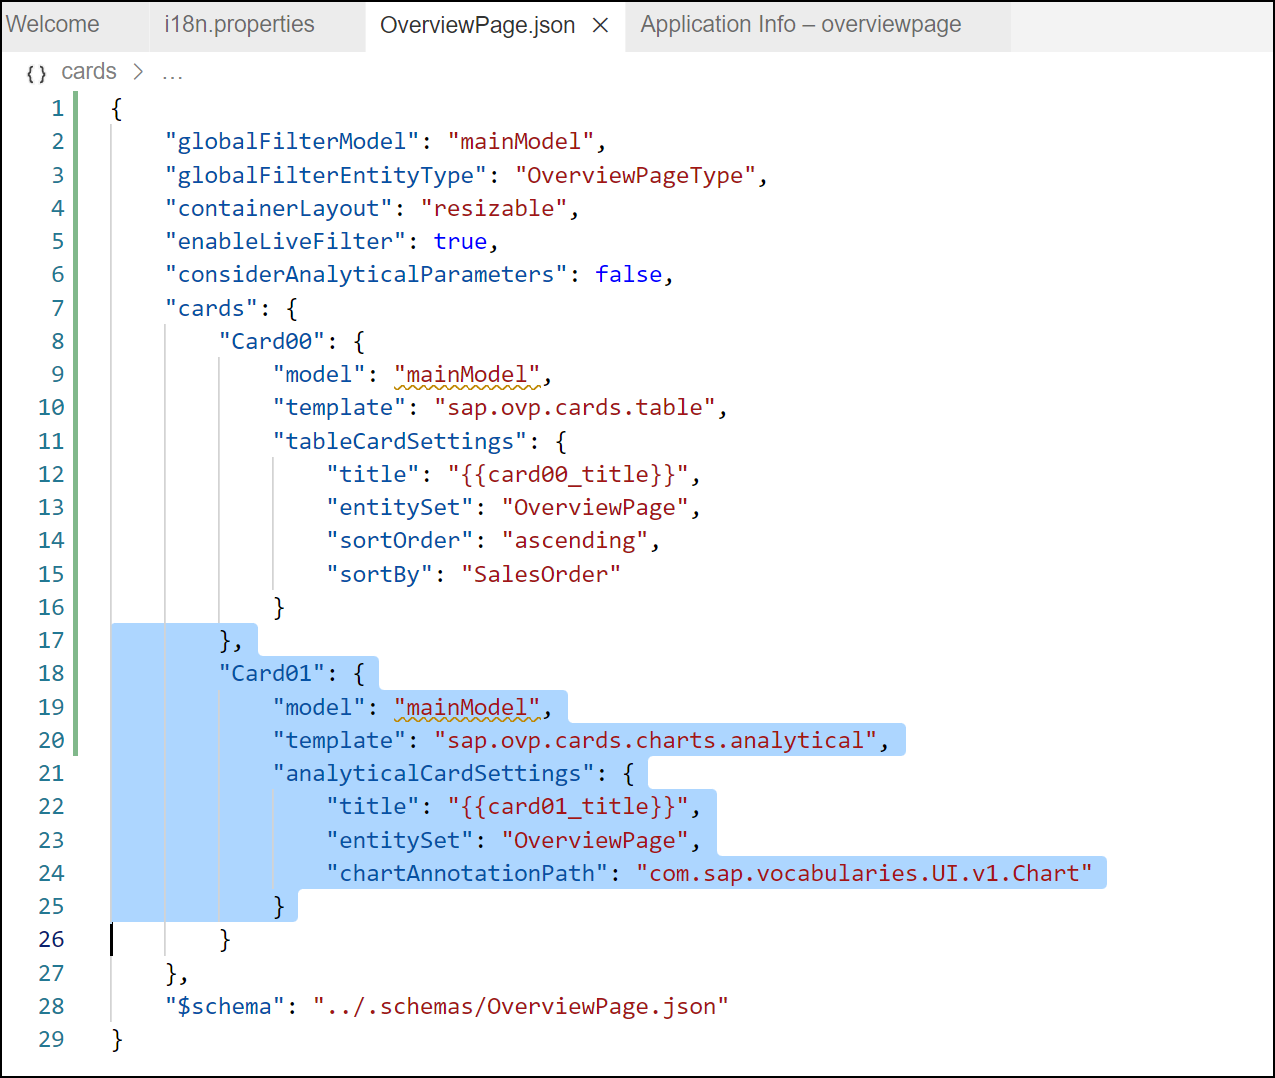 Welcome i18n.properties OverviewPage.json × Application Info – overviewpage
{} cards > ...
1 {
2 "globalFilterModel": "mainModel",
3 "globalFilterEntityType": "OverviewPageType",
4 "containerLayout": "resizable",
5 "enableLiveFilter": true,
6 "considerAnalyticalParameters": false,
7 "cards": {
8 "Card00": {
9 "model": "mainModel",
10 "template": "sap.ovp.cards.table",
11 "tableCardSettings": {
12 "title": "{{card00_title}}",
13 "entitySet": "OverviewPage",
14 "sortOrder": "ascending",
15 "sortBy": "SalesOrder"
16 }
17 },
18 "Card01": {
19 "model": "mainModel",
20 "template": "sap.ovp.cards.charts.analytical",
21 "analyticalCardSettings": {
22 "title": "{{card01_title}}",
23 "entitySet": "OverviewPage",
24 "chartAnnotationPath": "com.sap.vocabularies.UI.v1.Chart"
25 }
26 }
27 },
28 "$schema": "../.schemas/OverviewPage.json"
29 }